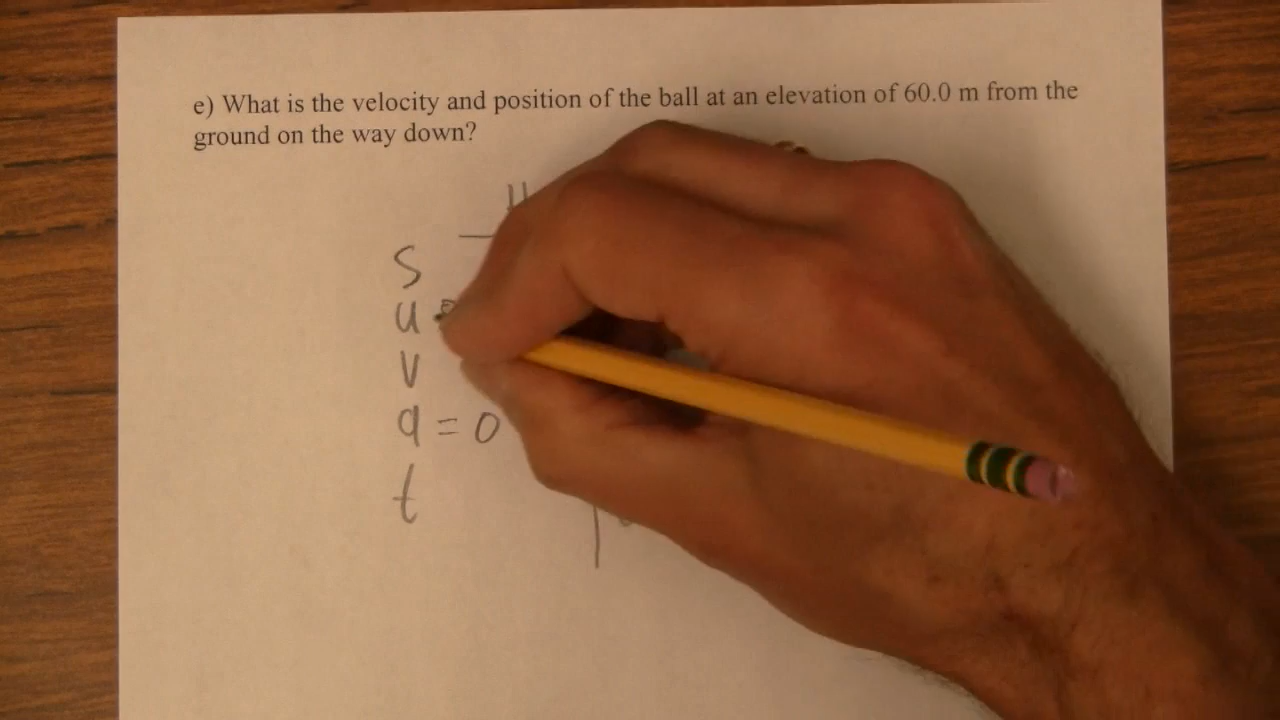 e) What is the velocity and position of the ball at an elevation of 60.0 m from the
ground on the way down?
H
s
u =
v
a = 0
t